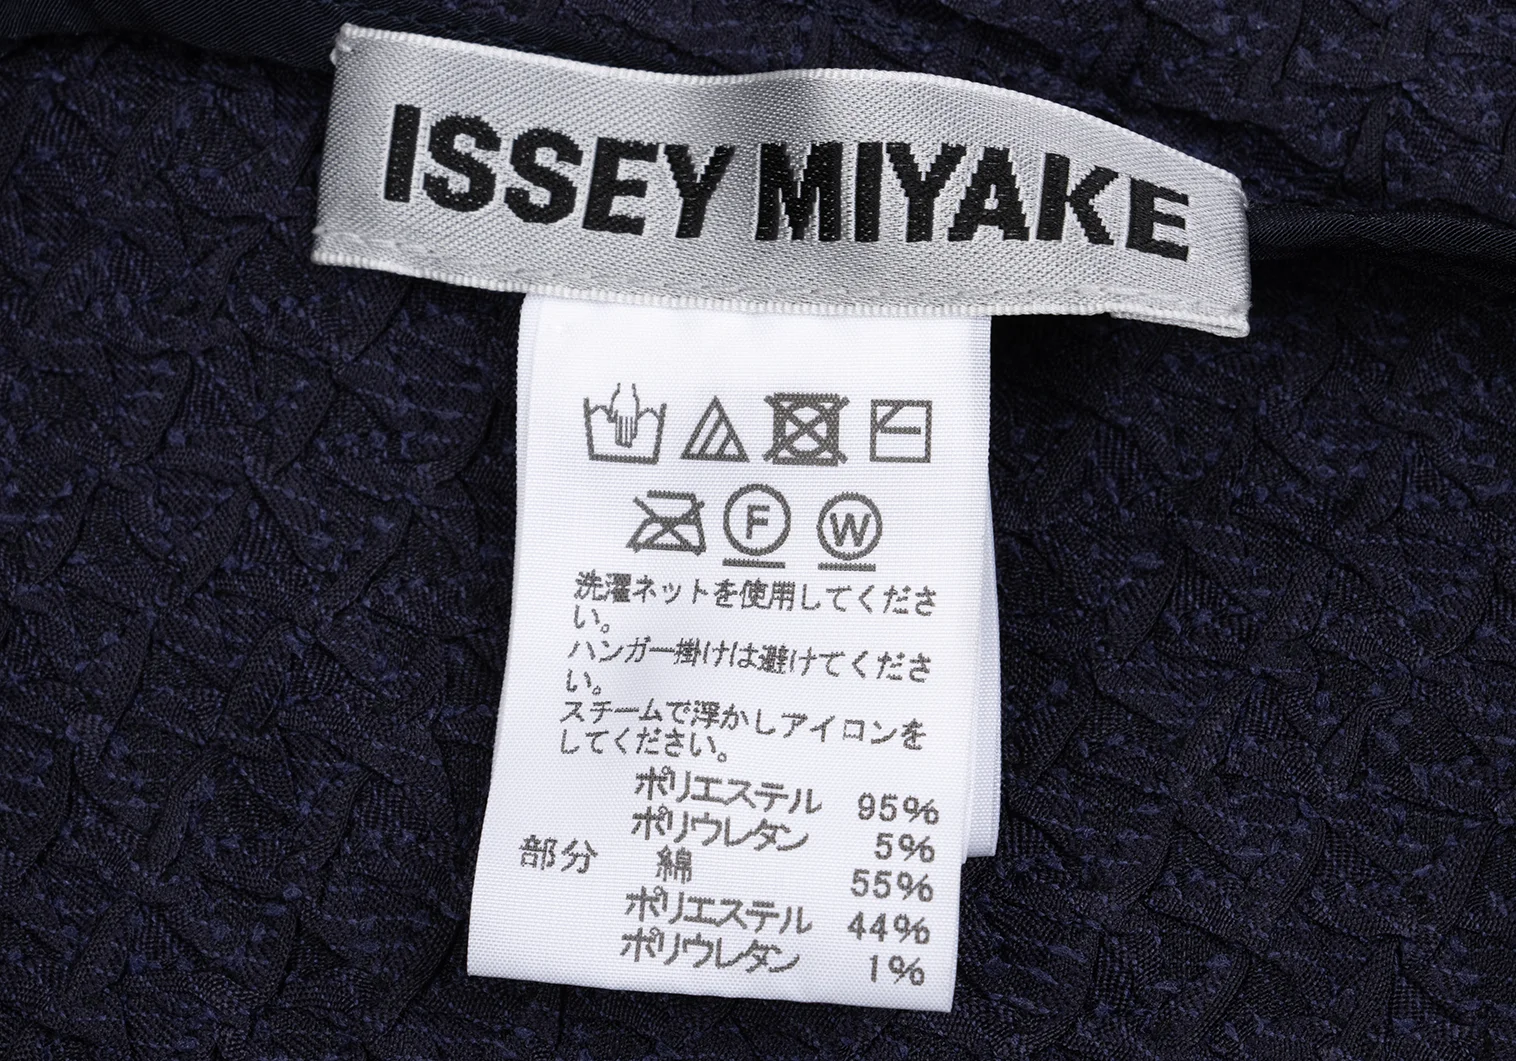 ISSEY MIYAKE
F W
洗濯ネットを使用してくださ
い。
ハンガー掛けは避けてくださ
い。
スチームで浮かしアイロンを
してください。
ポリエステル 95%
ポリウレタン 5%
部分 綿 55%
ポリエステル 44%
ポリウレタン 1%